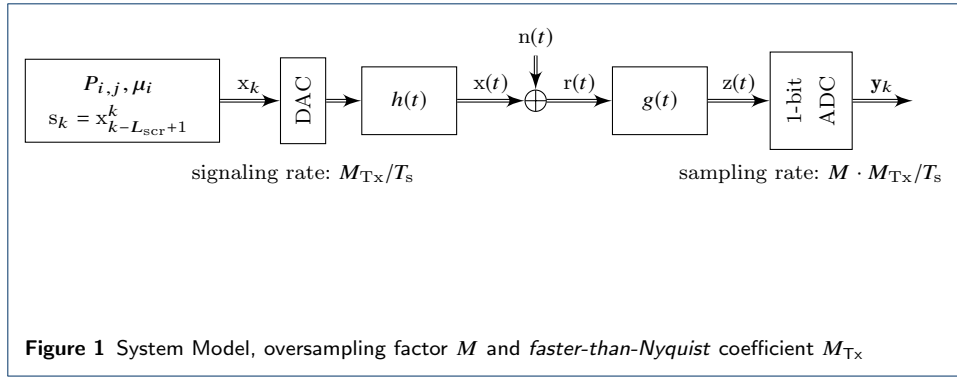 n(t)
P_{i,j}, μ_i
s_k = x^k_{k−L_scr+1}
x_k
DAC
h(t)
x(t)
r(t)
g(t)
z(t)
1-bit
ADC
y_k
signaling rate: M_Tx/T_s
sampling rate: M · M_Tx/T_s
Figure 1 System Model, oversampling factor M and faster-than-Nyquist coefficient M_Tx